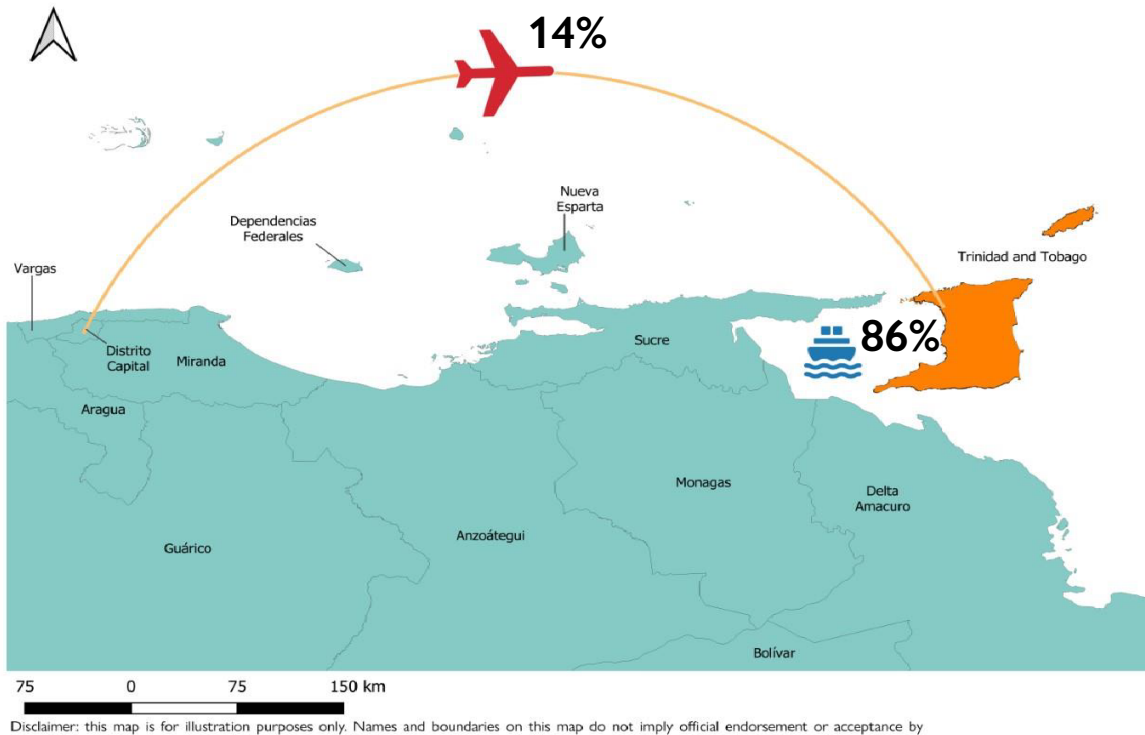 14%
Nueva
Esparta
Dependencias
Federales
Trinidad and Tobago
Vargas
86%
Distrito
Capital
Miranda
Sucre
Aragua
Monagas
Delta
Amacuro
Anzoátegui
Guárico
Bolívar
75 0 75 150 km
Disclaimer: this map is for illustration purposes only. Names and boundaries on this map do not imply official endorsement or acceptance by